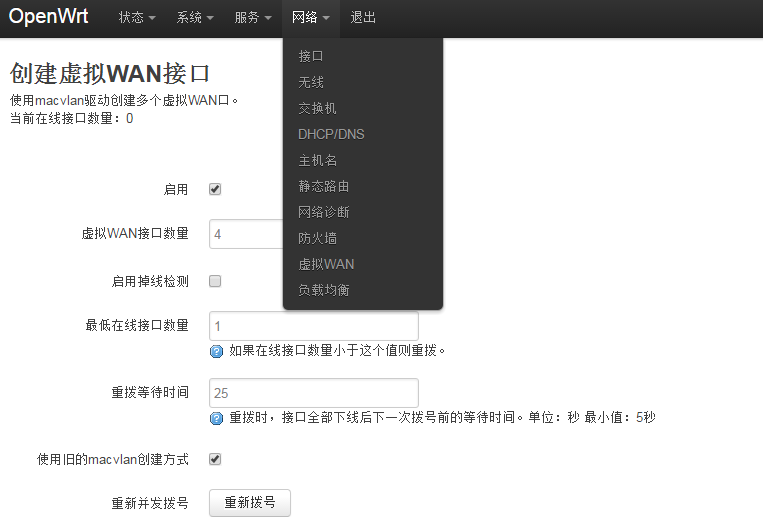 OpenWrt 状态 系统 服务 网络 退出
接口
无线
交换机
DHCP/DNS
主机名
静态路由
网络诊断
防火墙
虚拟WAN
负载均衡
创建虚拟WAN接口
使用macvlan驱动创建多个虚拟WAN口。
当前在线接口数量：0
启用
虚拟WAN接口数量 4
启用掉线检测
最低在线接口数量 1
如果在线接口数量小于这个值则重拨。
重拨等待时间 25
重拨时，接口全部下线后下一次拨号前的等待时间。单位：秒 最小值：5秒
使用旧的macvlan创建方式
重新并发拨号 重新拨号